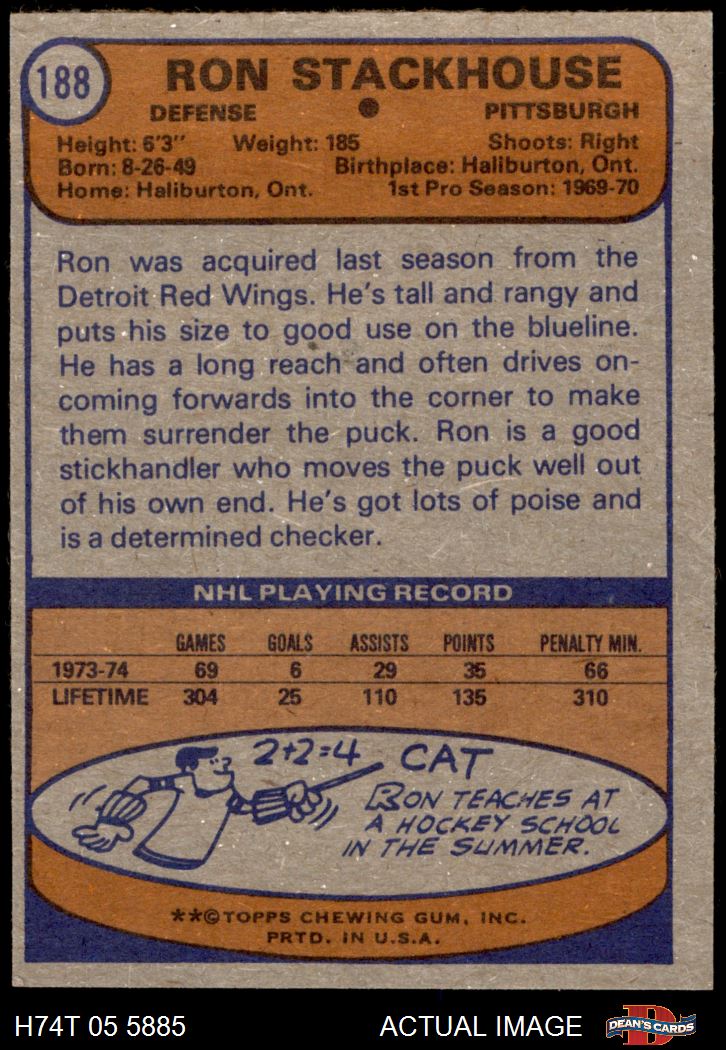 188
RON STACKHOUSE
DEFENSE ● PITTSBURGH
Height: 6'3" Weight: 185 Shoots: Right
Born: 8-26-49 Birthplace: Haliburton, Ont.
Home: Haliburton, Ont. 1st Pro Season: 1969-70
Ron was acquired last season from the
Detroit Red Wings. He's tall and rangy and
puts his size to good use on the blueline.
He has a long reach and often drives on-
coming forwards into the corner to make
them surrender the puck. Ron is a good
stickhandler who moves the puck well out
of his own end. He's got lots of poise and
is a determined checker.
NHL PLAYING RECORD
GAMES GOALS ASSISTS POINTS PENALTY MIN.
1973-74 69 6 29 35 66
LIFETIME 304 25 110 135 310
2+2=4 CAT
RON TEACHES AT
A HOCKEY SCHOOL
IN THE SUMMER.
**©TOPPS CHEWING GUM, INC.
PRTD. IN U.S.A.
H74T 05 5885 ACTUAL IMAGE
D
DEAN'S CARDS